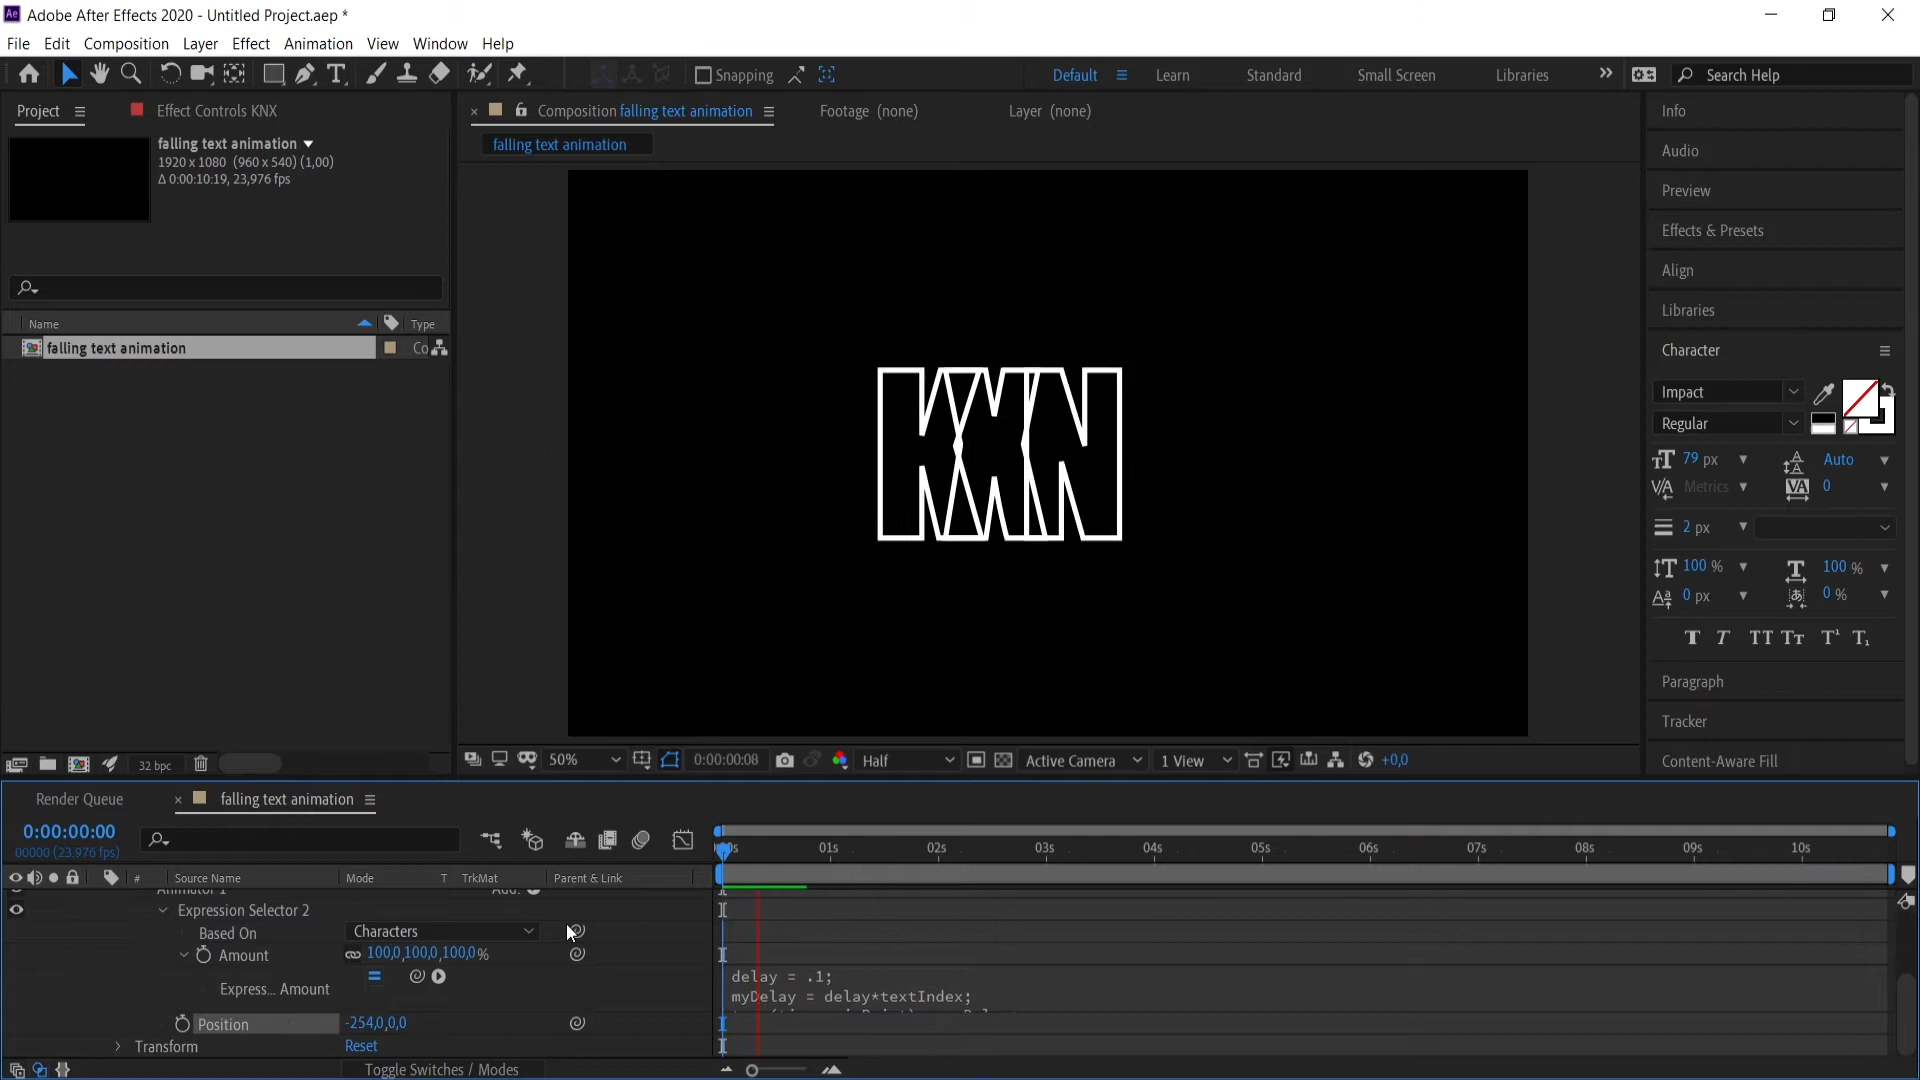 Adobe After Effects 2020 - Untitled Project.aep *
File Edit Composition Layer Effect Animation View Window Help
Snapping
Default Learn Standard Small Screen Libraries Search Help
Project Effect Controls KNX
falling text animation
1920 x 1080 (960 x 540) (1,00)
Δ 0:00:10:19, 23,976 fps
Name Type
falling text animation Co
32 bpc
Composition falling text animation Footage (none) Layer (none)
falling text animation
50% 0:00:00:08 Half Active Camera 1 View +0,0
Info
Audio
Preview
Effects & Presets
Align
Libraries
Character
Impact
Regular
79 px Auto
Metrics 0
2 px
100 % 100 %
0 px 0 %
Paragraph
Tracker
Content-Aware Fill
Render Queue falling text animation
0:00:00:00
00000 (23.976 fps)
# Source Name Mode T TrkMat Parent & Link
01s 02s 03s 04s 05s 06s 07s 08s 09s 10s
Expression Selector 2
Based On Characters
Amount 100,0,100,0,100,0%
Express... Amount
delay = .1;
myDelay = delay*textIndex;
Position -254,0,0,0
Transform Reset
Toggle Switches / Modes